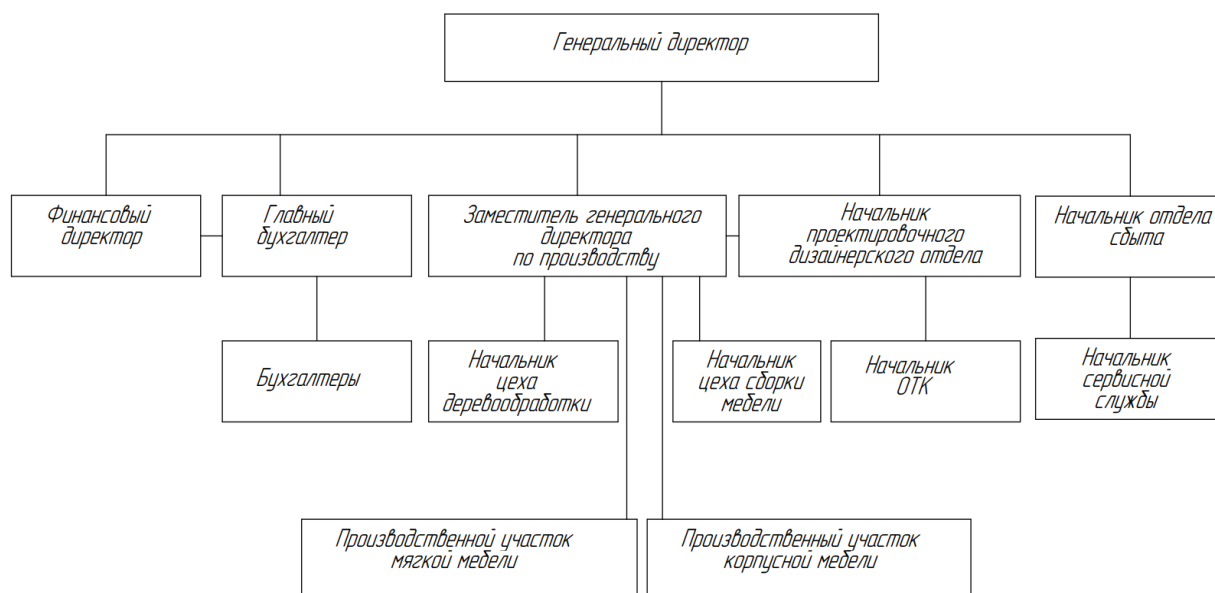 Генеральный директор
Финансовый
директор
Главный
бухгалтер
Заместитель генерального
директора
по производству
Начальник
проектировочного
дизайнерского отдела
Начальник отдела
сбыта
Бухгалтеры
Начальник
цеха
деревообработки
Начальник
цеха сборки
мебели
Начальник
ОТК
Начальник
сервисной
службы
Производственной участок
мягкой мебели
Производственный участок
корпусной мебели